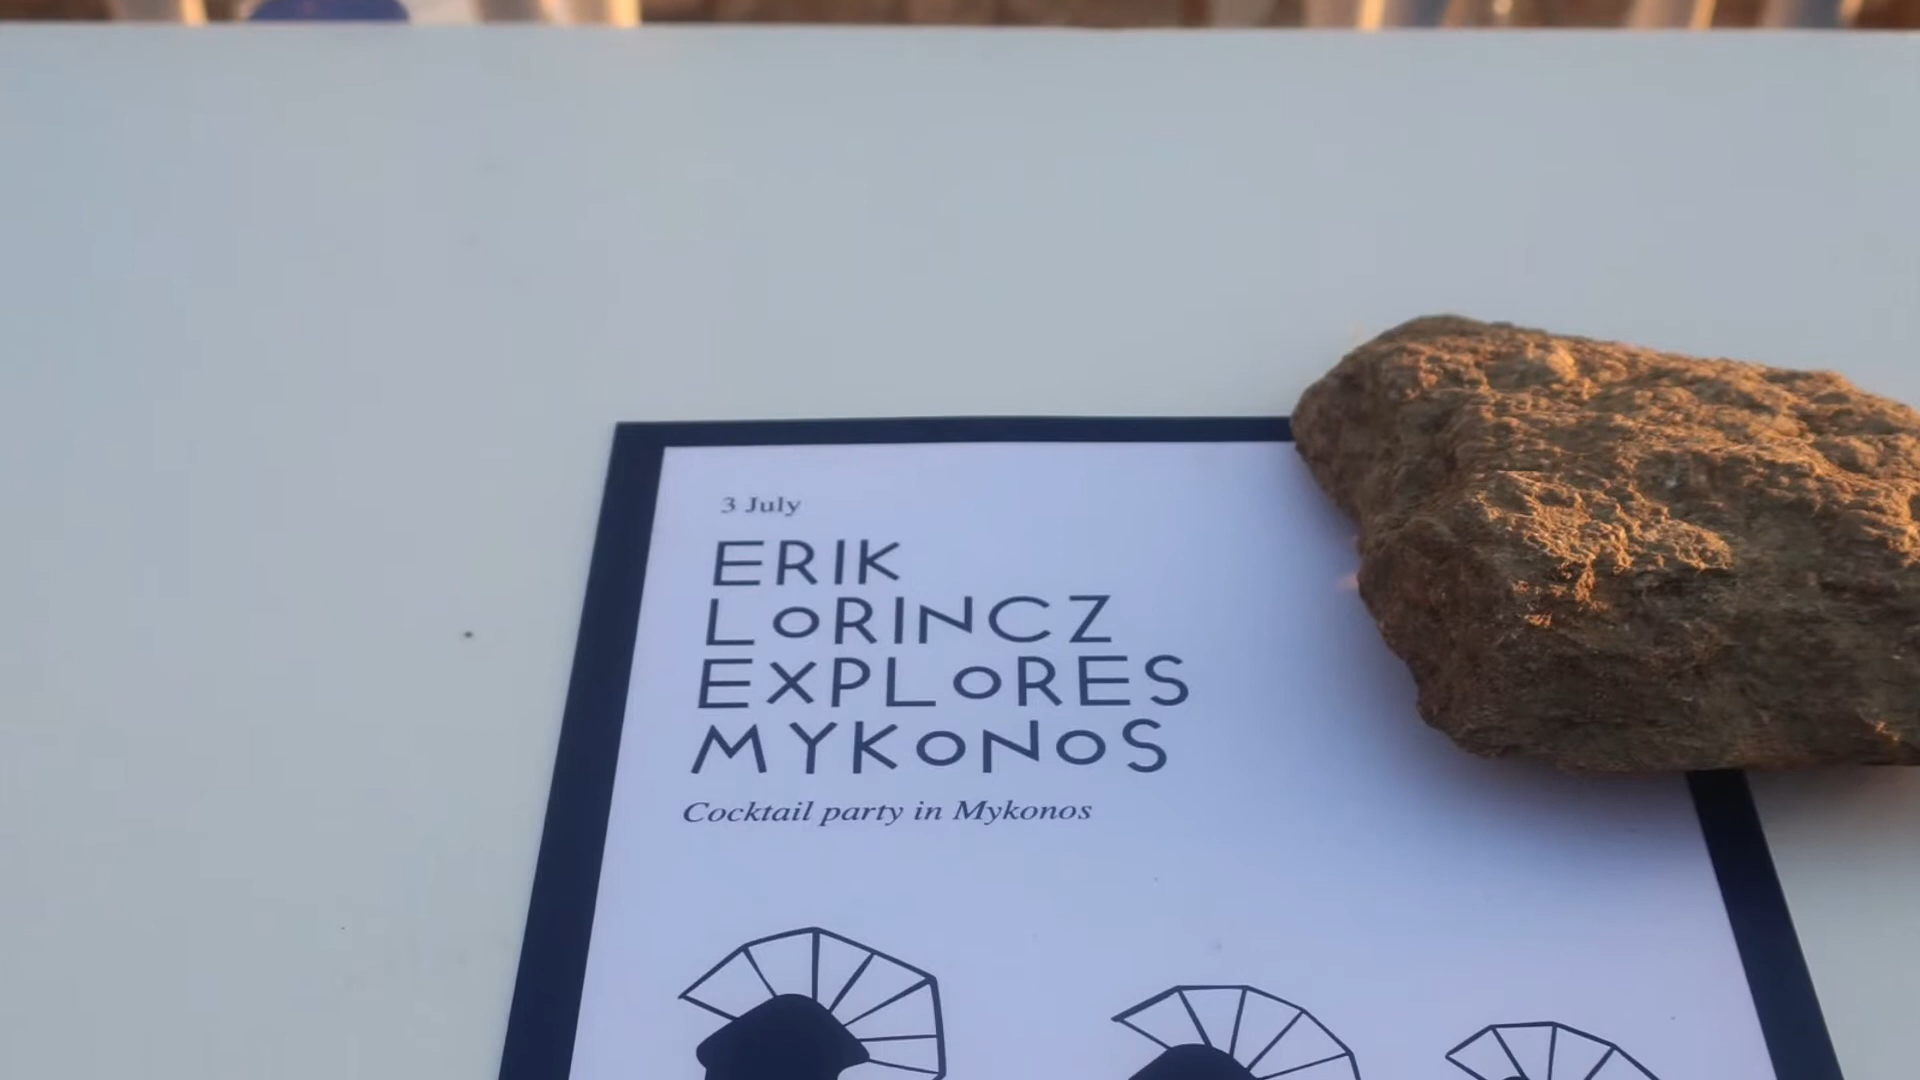 3 July
ERIK
LoRINCZ
EXPLoRES
MYKoNoS
Cocktail party in Mykonos